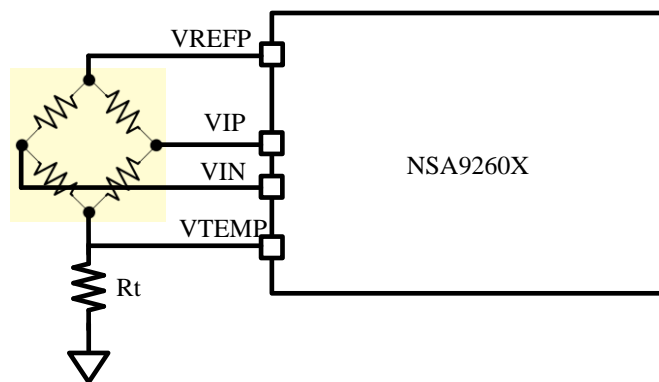 VREFP
VIP
NSA9260X
VIN
VTEMP
Rt